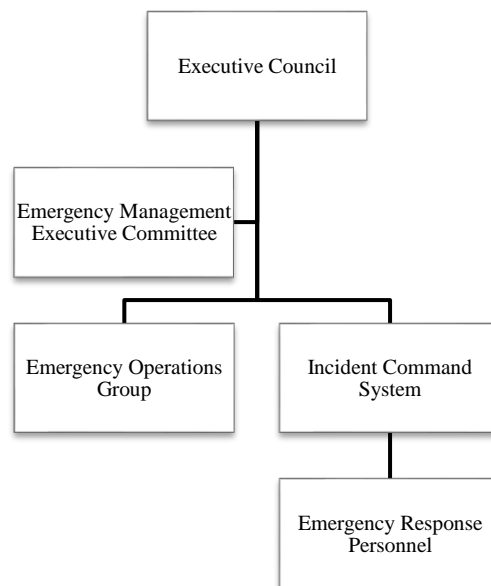 Executive Council
Emergency Management
Executive Committee
Emergency Operations
Group
Incident Command
System
Emergency Response
Personnel